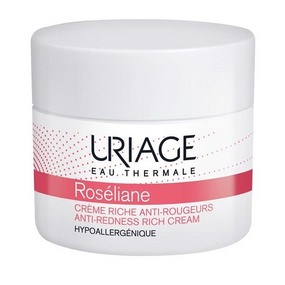 URIAGE
EAU THERMALE
Roséliane
CRÈME RICHE ANTI-ROUGEURS
ANTI-REDNESS RICH CREAM
HYPOALLERGÉNIQUE